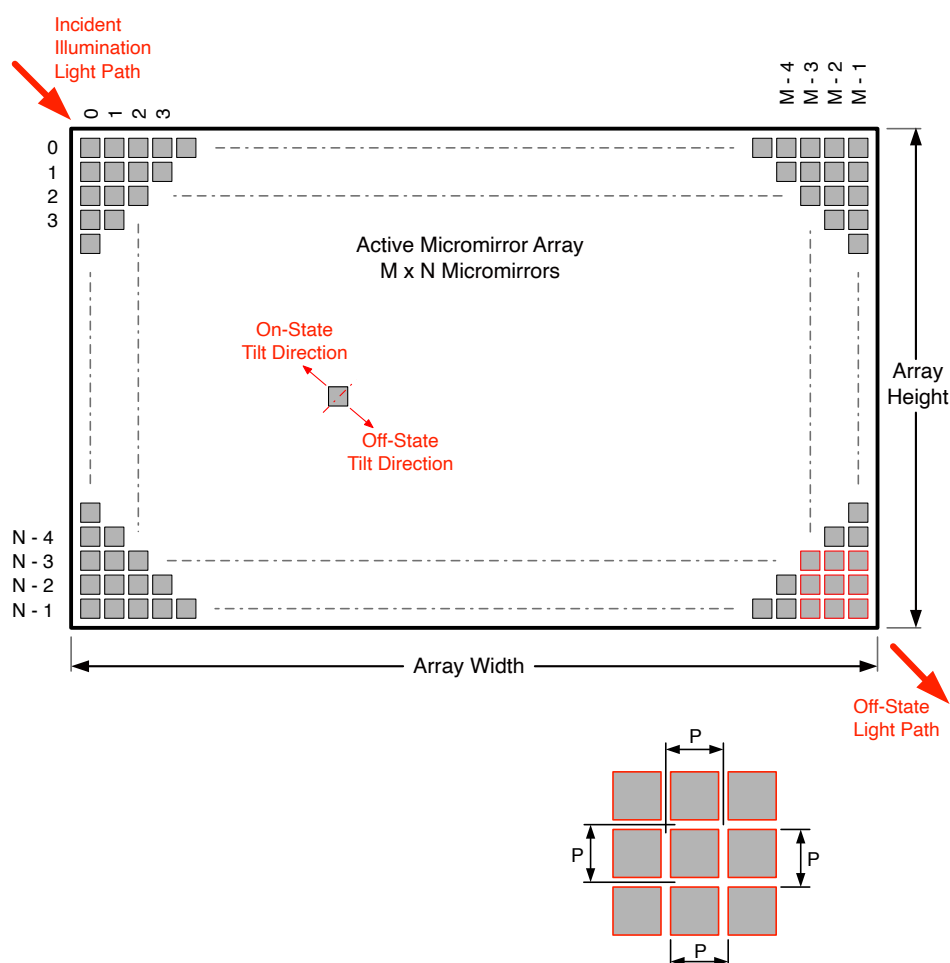 Incident
Illumination
Light Path
0
1
2
3
M - 4
M - 3
M - 2
M - 1
0
1
2
3
Active Micromirror Array
M x N Micromirrors
On-State
Tilt Direction
Off-State
Tilt Direction
Array
Height
N - 4
N - 3
N - 2
N - 1
Array Width
Off-State
Light Path
P
P
P
P